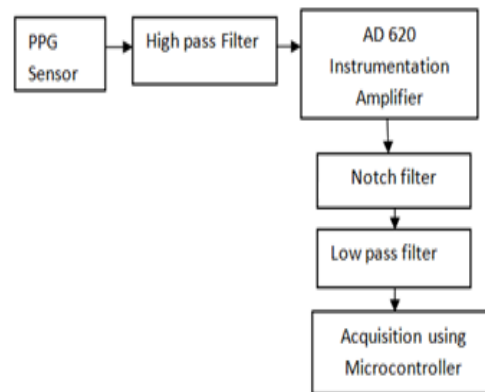 PPG
Sensor
High pass Filter
AD 620
Instrumentation
Amplifier
Notch filter
Low pass filter
Acquisition using
Microcontroller